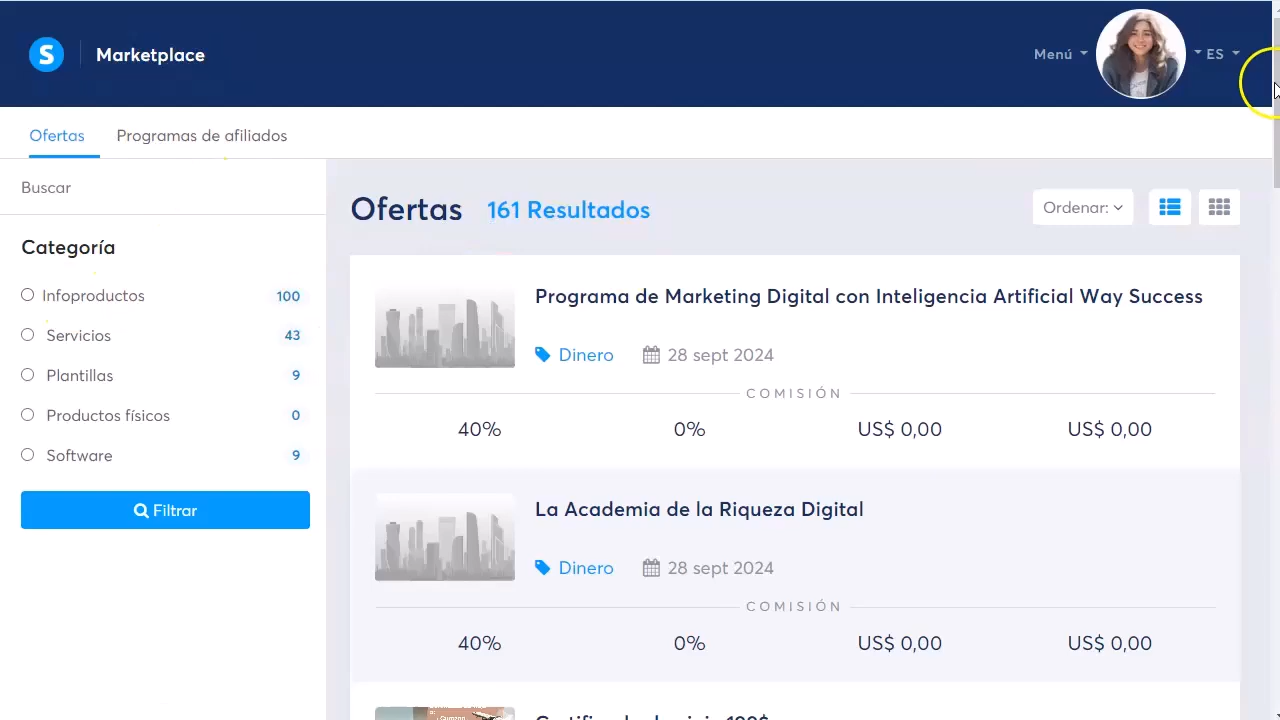 S Marketplace
Menú
ES
Ofertas
Programas de afiliados
Buscar
Categoría
Infoproductos 100
Servicios 43
Plantillas 9
Productos físicos 0
Software 9
Filtrar
Ofertas 161 Resultados
Ordenar:
Programa de Marketing Digital con Inteligencia Artificial Way Success
Dinero 28 sept 2024
COMISIÓN
40% 0% US$ 0,00 US$ 0,00
La Academia de la Riqueza Digital
Dinero 28 sept 2024
COMISIÓN
40% 0% US$ 0,00 US$ 0,00